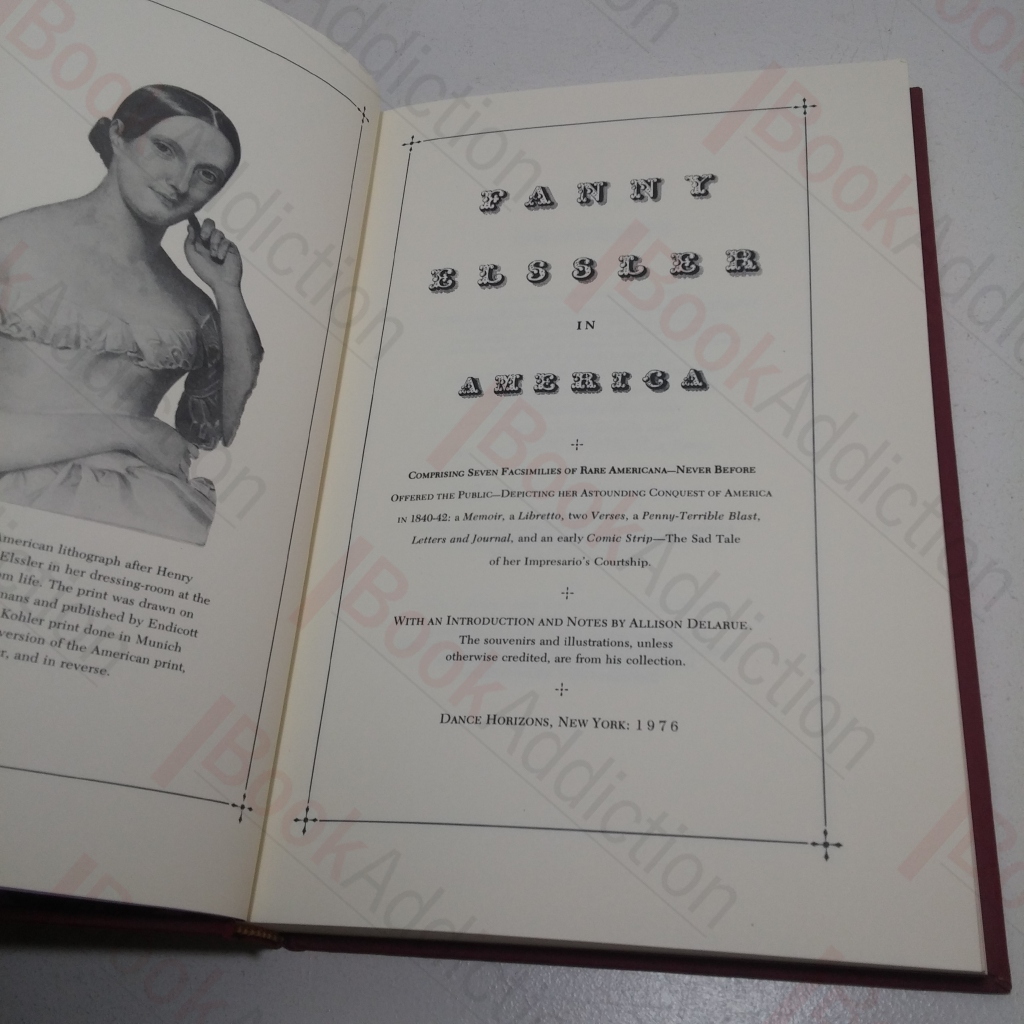 American lithograph after Henry
Elssler in her dressing-room at the
life. The print was drawn on
and published by Endicott
Kohler print done in Munich
version of the American print,
and in reverse.
FANNY
ELSSLER
IN
AMERICA
COMPRISING SEVEN FACSIMILIES OF RARE AMERICANA—NEVER BEFORE
OFFERED THE PUBLIC—DEPICTING HER ASTOUNDING CONQUEST OF AMERICA
IN 1840-42: a Memoir, a Libretto, two Verses, a Penny-Terrible Blast,
Letters and Journal, and an early Comic Strip—The Sad Tale
of her Impresario's Courtship.
WITH AN INTRODUCTION AND NOTES BY ALLISON DELARUE.
The souvenirs and illustrations, unless
otherwise credited, are from his collection.
DANCE HORIZONS, NEW YORK: 1976
BookAddiction